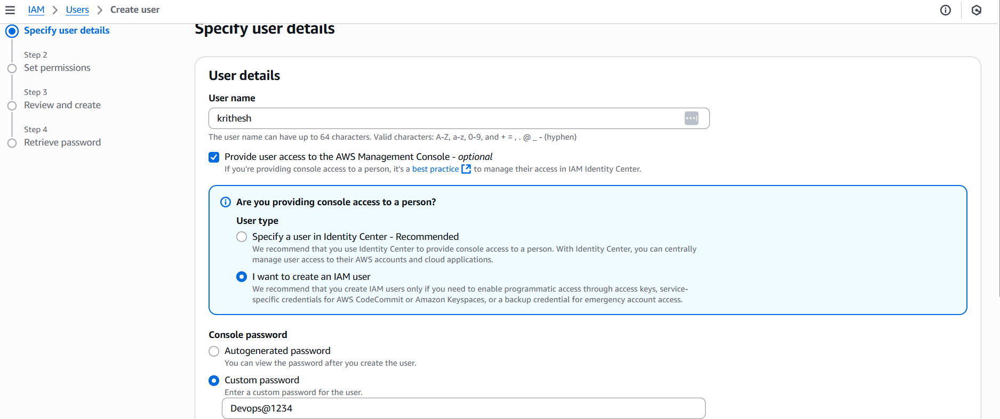 IAM > Users > Create user
Specify user details
Step 2
Set permissions
Step 3
Review and create
Step 4
Retrieve password
Specify user details
User details
User name
krithesh
The user name can have up to 64 characters. Valid characters: A-Z, a-z, 0-9, and + = , . @ _ - (hyphen)
Provide user access to the AWS Management Console - optional
If you're providing console access to a person, it's a best practice to manage their access in IAM Identity Center.
Are you providing console access to a person?
User type
Specify a user in Identity Center - Recommended
We recommend that you use Identity Center to provide console access to a person. With Identity Center, you can centrally
manage user access to their AWS accounts and cloud applications.
I want to create an IAM user
We recommend that you create IAM users only if you need to enable programmatic access through access keys, service-
specific credentials for AWS CodeCommit or Amazon Keyspaces, or a backup credential for emergency account access.
Console password
Autogenerated password
You can view the password after you create the user.
Custom password
Enter a custom password for the user.
Devops@1234